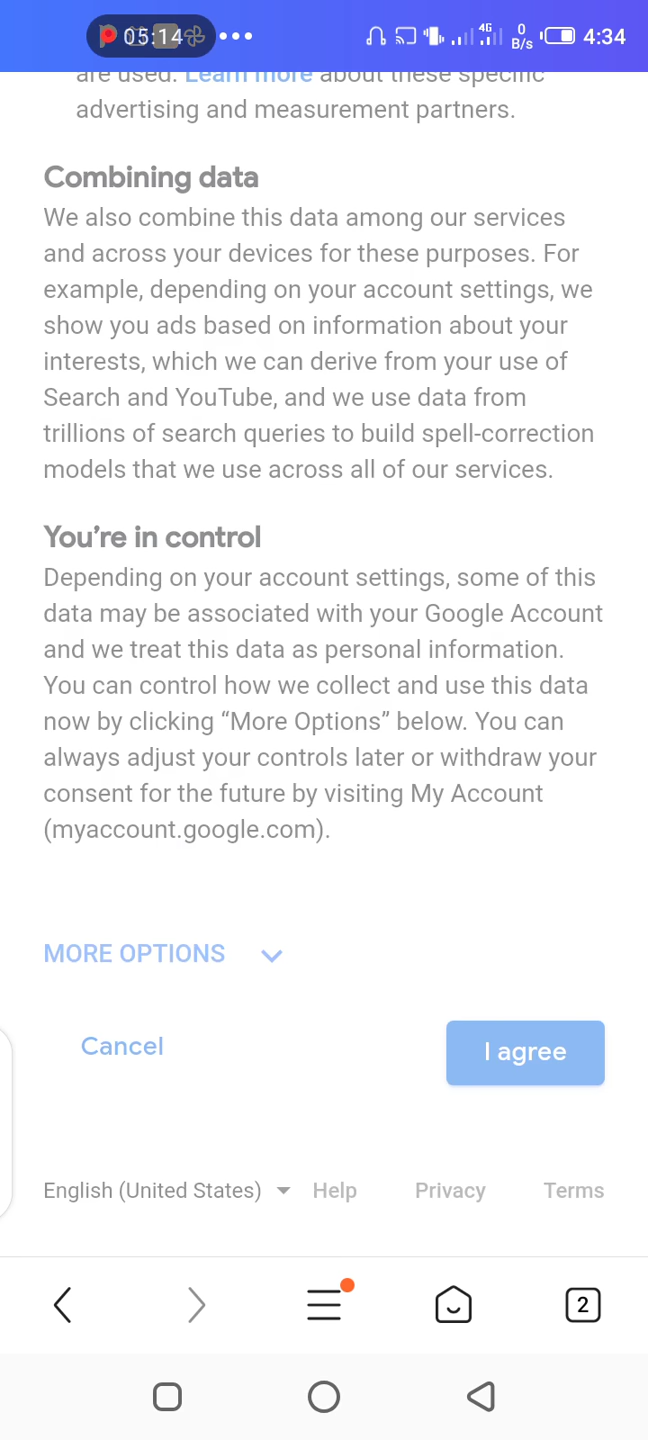 05:14
4G
0
B/s
4:34
are used. Learn more about these specific
advertising and measurement partners.
Combining data
We also combine this data among our services
and across your devices for these purposes. For
example, depending on your account settings, we
show you ads based on information about your
interests, which we can derive from your use of
Search and YouTube, and we use data from
trillions of search queries to build spell-correction
models that we use across all of our services.
You’re in control
Depending on your account settings, some of this
data may be associated with your Google Account
and we treat this data as personal information.
You can control how we collect and use this data
now by clicking “More Options” below. You can
always adjust your controls later or withdraw your
consent for the future by visiting My Account
(myaccount.google.com).
MORE OPTIONS
Cancel
I agree
English (United States) Help Privacy Terms
2